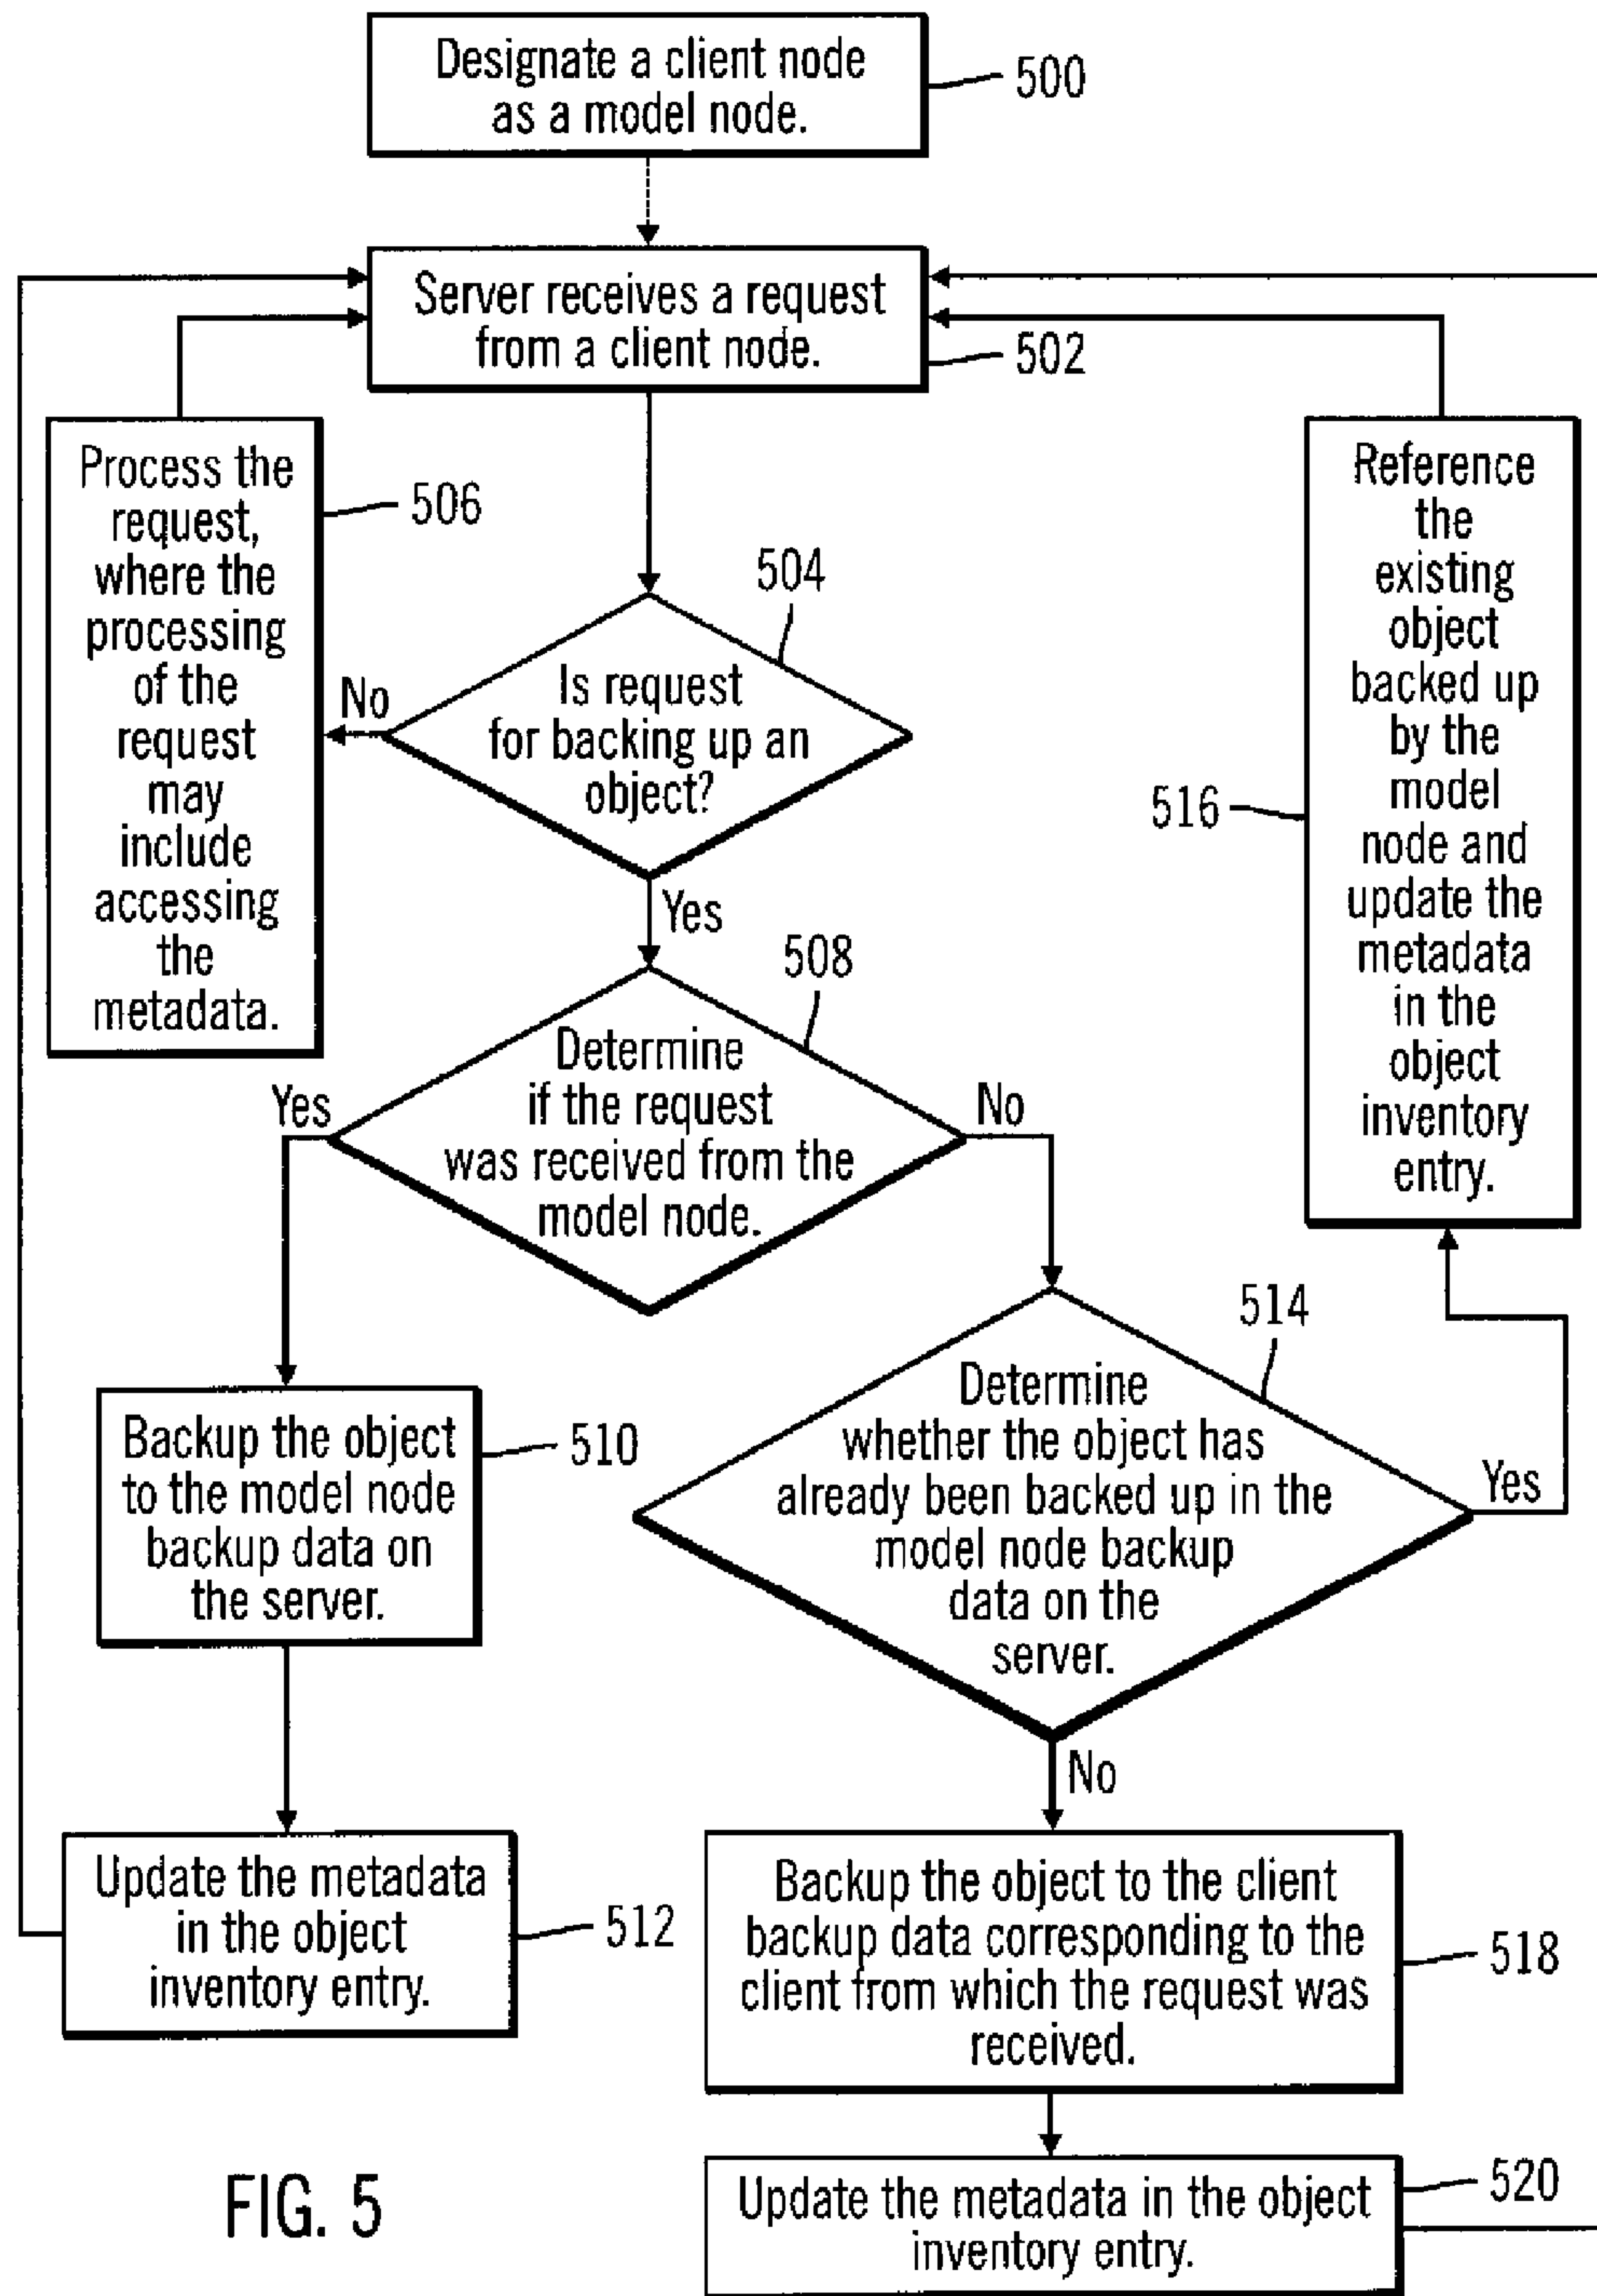 Designate a client node
as a model node.
500
Server receives a request
from a client node.
502
Process the
request,
where the
processing
of the
request
may
include
accessing
the
metadata.
506
504
Is request
for backing up an
object?
No
Yes
Reference
the
existing
object
backed up
by the
model
node and
update the
metadata
in the
object
inventory
entry.
516
508
Determine
if the request
was received from the
model node.
Yes
No
514
Determine
whether the object has
already been backed up in the
model node backup
data on the
server.
Yes
No
Backup the object
to the model node
backup data on
the server.
510
Update the metadata
in the object
inventory entry.
512
Backup the object to the client
backup data corresponding to the
client from which the request was
received.
518
Update the metadata in the object
inventory entry.
520
FIG. 5